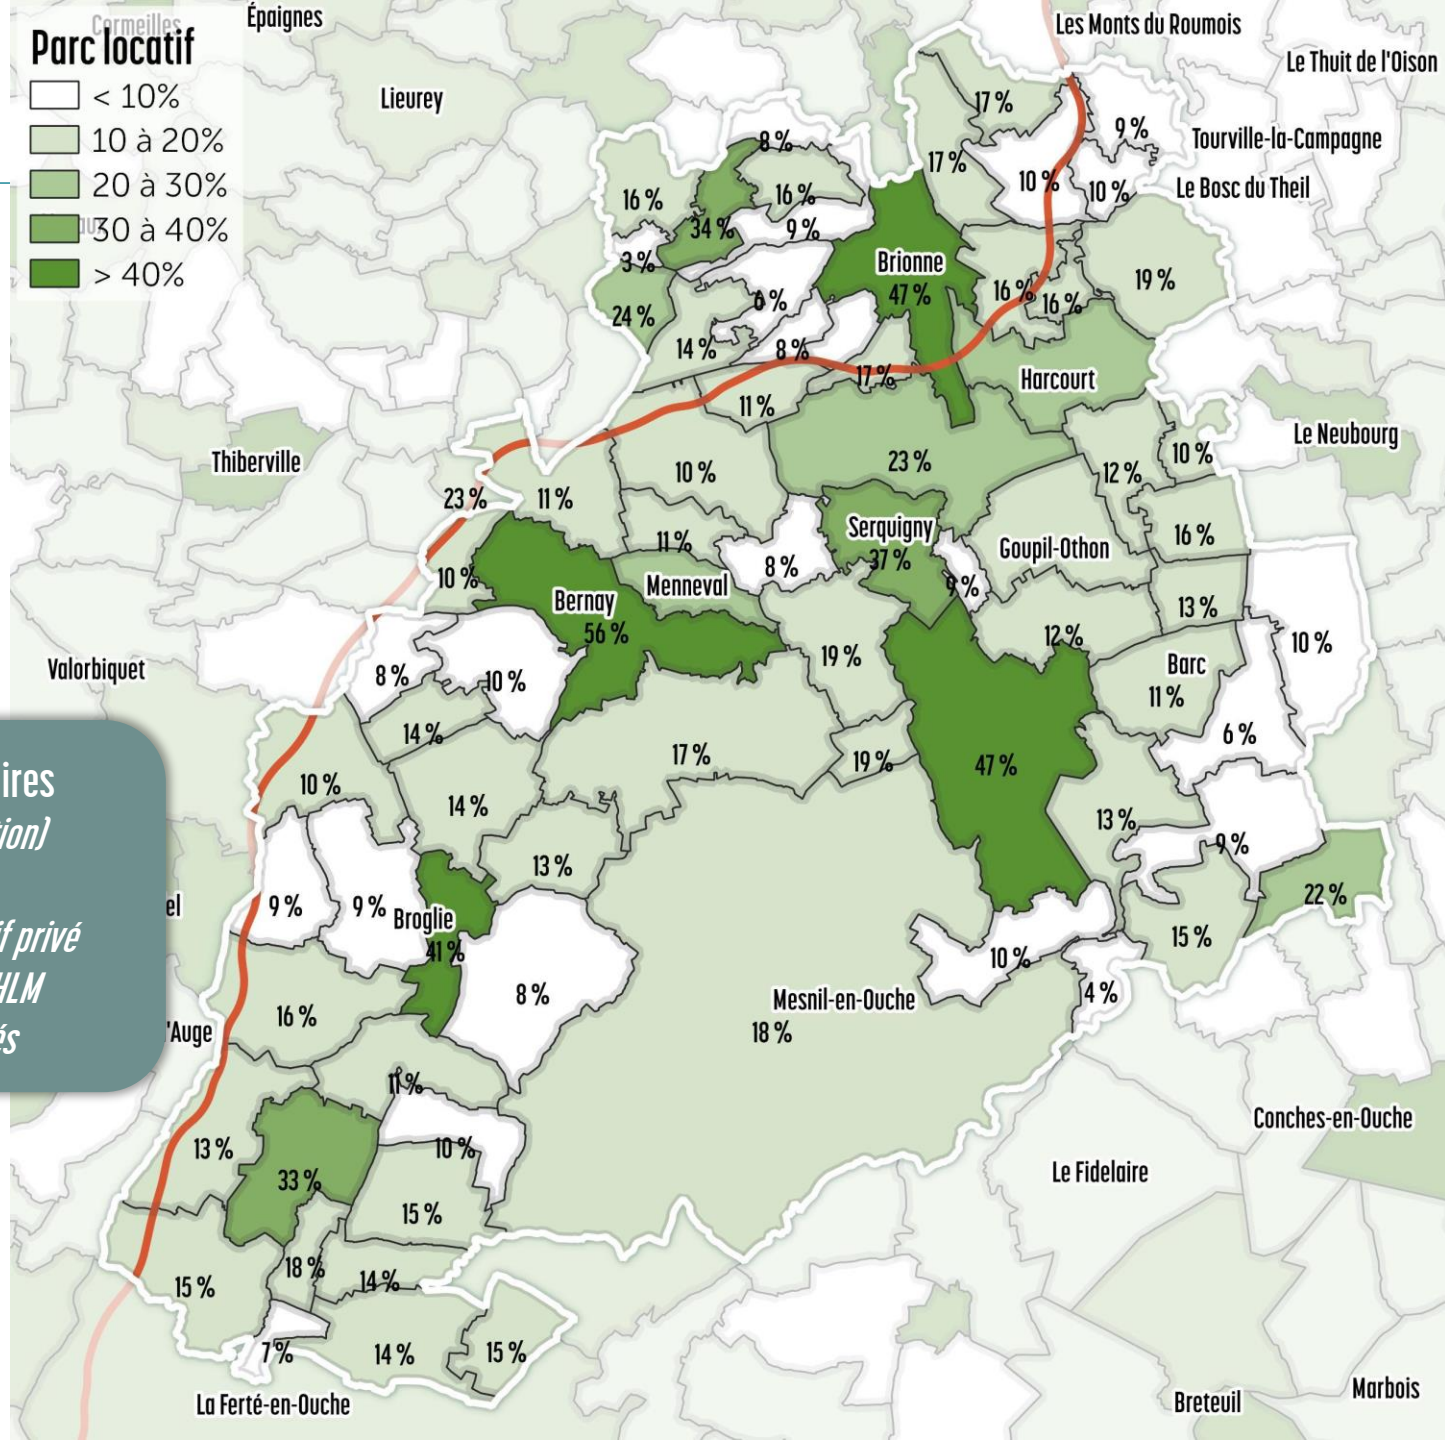 Cormeilles
Épaignes
Les Monts du Roumois
Parc locatif
Le Thuit de l'Oison
< 10%
10 à 20%
20 à 30%
30 à 40%
> 40%
Lieurey
17 %
9 %
8 %
Tourville-la-Campagne
17 %
10 %
10 %
Le Bosc du Theil
16 %
16 %
34 %
9 %
3 %
Brionne
47 %
19 %
16 %
16 %
6 %
24 %
14 %
8 %
17 %
Harcourt
11 %
Le Neubourg
Thiberville
10 %
23 %
12 %
10 %
23 %
11 %
Serquigny
37 %
16 %
11 %
Goupil-Othon
8 %
10 %
Menneval
9 %
Bernay
56 %
13 %
12 %
10 %
Valorbiquet
8 %
10 %
19 %
Barc
11 %
14 %
6 %
17 %
19 %
47 %
ires
10 %
14 %
13 %
tion)
9 %
13 %
22 %
el
9 %
9 %
Broglie
41 %
if privé
15 %
10 %
HLM
8 %
Mesnil-en-Ouche
18 %
4 %
16 %
'Auge
és
11 %
Conches-en-Ouche
13 %
10 %
Le Fidelaire
33 %
15 %
18 %
14 %
15 %
7 %
14 %
15 %
La Ferté-en-Ouche
Breteuil
Marbois